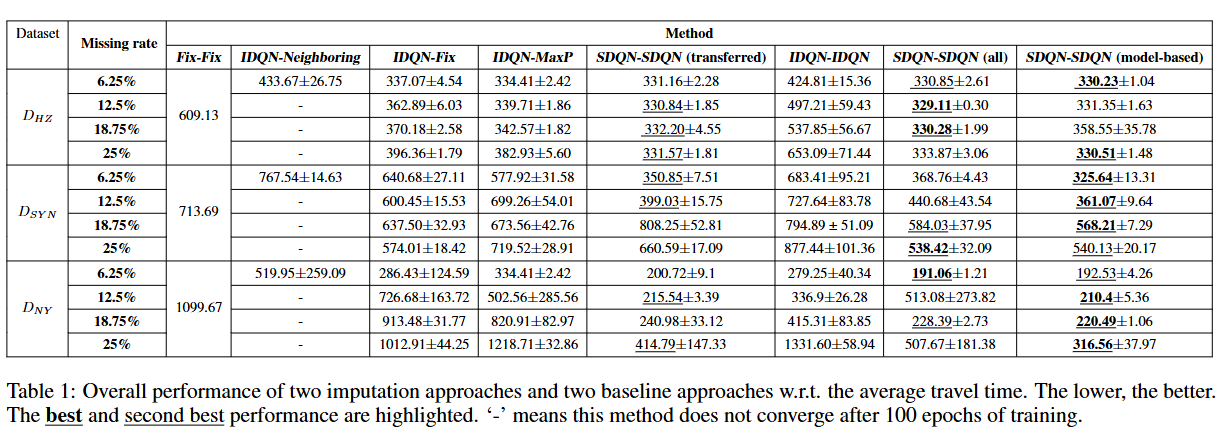 Dataset Missing rate Method
Fix-Fix IDQN-Neighboring IDQN-Fix IDQN-MaxP SDQN-SDQN (transferred) IDQN-IDQN SDQN-SDQN (all) SDQN-SDQN (model-based)
D_HZ 6.25% 609.13 433.67±26.75 337.07±4.54 334.41±2.42 331.16±2.28 424.81±15.36 330.85±2.61 330.23±1.04
12.5% - 362.89±6.03 339.71±1.86 330.84±1.85 497.21±59.43 329.11±0.30 331.35±1.63
18.75% - 370.18±2.58 342.57±1.82 332.20±4.55 537.85±56.67 330.28±1.99 358.55±35.78
25% - 396.36±1.79 382.93±5.60 331.57±1.81 653.09±71.44 333.87±3.06 330.51±1.48
D_SYN 6.25% 713.69 767.54±14.63 640.68±27.11 577.92±31.58 350.85±7.51 683.41±95.21 368.76±4.43 325.64±13.31
12.5% - 600.45±15.53 699.26±54.01 399.03±15.75 727.64±83.78 440.68±43.54 361.07±9.64
18.75% - 637.50±32.93 673.56±42.76 808.25±52.81 794.89 ± 51.09 584.03±37.95 568.21±7.29
25% - 574.01±18.42 719.52±28.91 660.59±17.09 877.44±101.36 538.42±32.09 540.13±20.17
D_NY 6.25% 1099.67 519.95±259.09 286.43±124.59 334.41±2.42 200.72±9.1 279.25±40.34 191.06±1.21 192.53±4.26
12.5% - 726.68±163.72 502.56±285.56 215.54±3.39 336.9±26.28 513.08±273.82 210.4±5.36
18.75% - 913.48±31.77 820.91±82.97 240.98±33.12 415.31±83.85 228.39±2.73 220.49±1.06
25% - 1012.91±44.25 1218.71±32.86 414.79±147.33 1331.60±58.94 507.67±181.38 316.56±37.97
Table 1: Overall performance of two imputation approaches and two baseline approaches w.r.t. the average travel time. The lower, the better.
The best and second best performance are highlighted. ‘-’ means this method does not converge after 100 epochs of training.